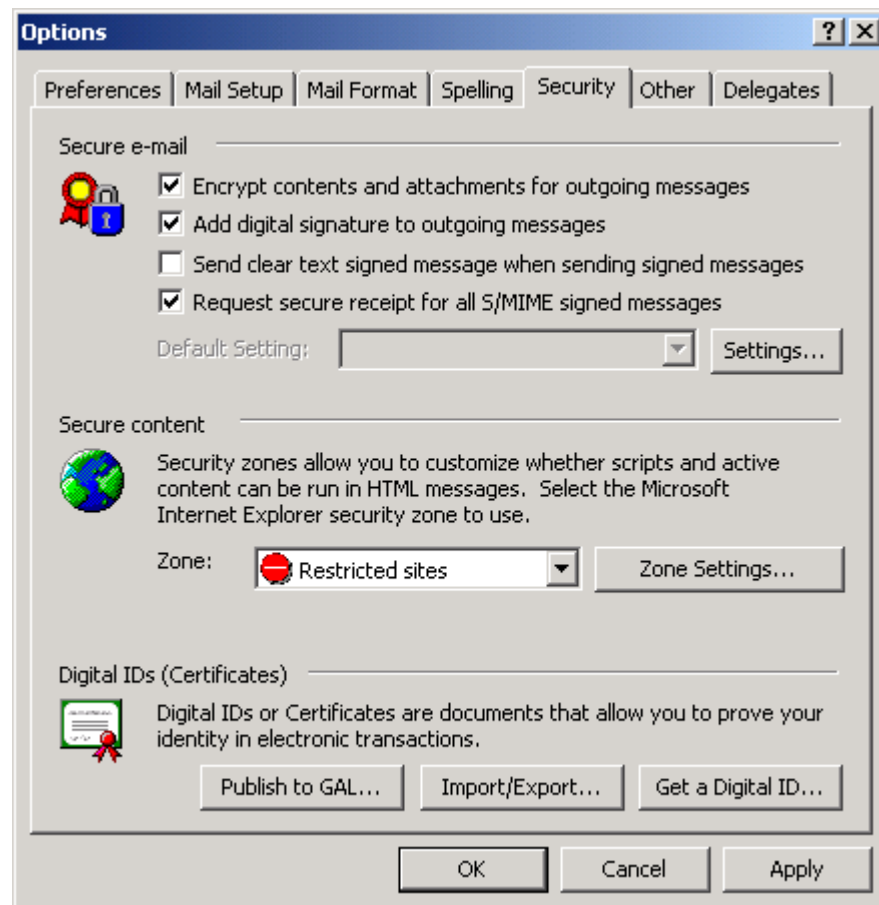 Options
Preferences Mail Setup Mail Format Spelling Security Other Delegates
Secure e-mail
Encrypt contents and attachments for outgoing messages
Add digital signature to outgoing messages
Send clear text signed message when sending signed messages
Request secure receipt for all S/MIME signed messages
Default Setting: Settings...
Secure content
Security zones allow you to customize whether scripts and active
content can be run in HTML messages. Select the Microsoft
Internet Explorer security zone to use.
Zone: Restricted sites Zone Settings...
Digital IDs (Certificates)
Digital IDs or Certificates are documents that allow you to prove your
identity in electronic transactions.
Publish to GAL... Import/Export... Get a Digital ID...
OK Cancel Apply